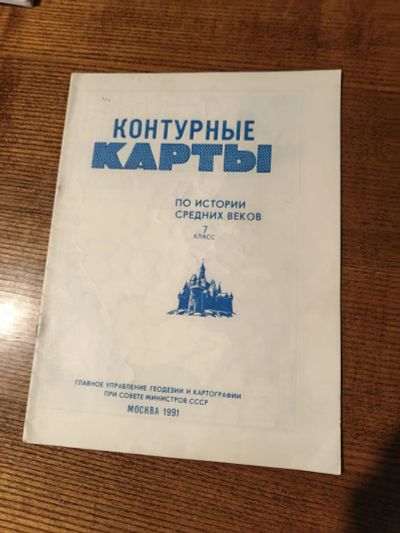 КОНТУРНЫЕ
КАРТЫ
ПО ИСТОРИИ
СРЕДНИХ ВЕКОВ
7
КЛАСС
ГЛАВНОЕ УПРАВЛЕНИЕ ГЕОДЕЗИИ И КАРТОГРАФИИ
ПРИ СОВЕТЕ МИНИСТРОВ СССР
МОСКВА 1991